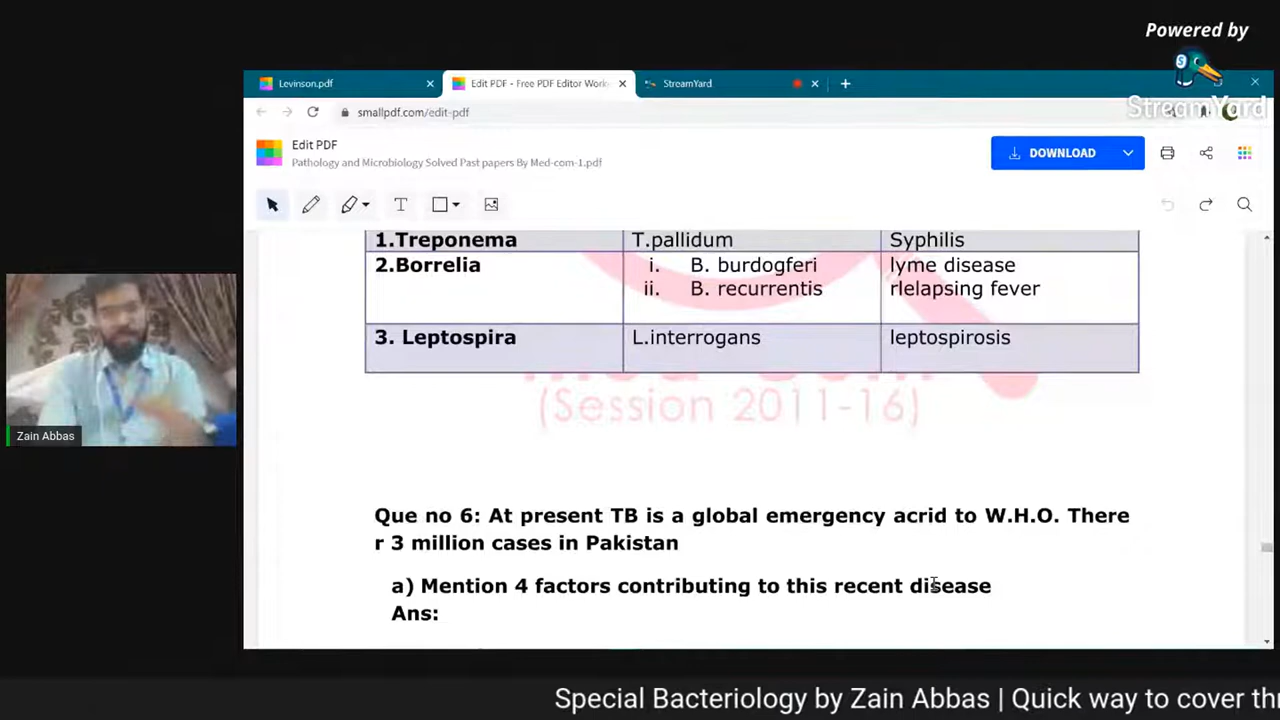 Powered by
StreamYard
Levinson.pdf
Edit PDF - Free PDF Editor Work
StreamYard
smallpdf.com/edit-pdf
Edit PDF
Pathology and Microbiology Solved Past papers By Med-com-1.pdf
DOWNLOAD
1.Treponema T.pallidum Syphilis
2.Borrelia i. B. burdogferi lyme disease
ii. B. recurrentis rlelapsing fever
3. Leptospira L.interrogans leptospirosis
(Session 2011-16)
Que no 6: At present TB is a global emergency acrid to W.H.O. There
r 3 million cases in Pakistan
a) Mention 4 factors contributing to this recent disease
Ans:
Zain Abbas
Special Bacteriology by Zain Abbas | Quick way to cover